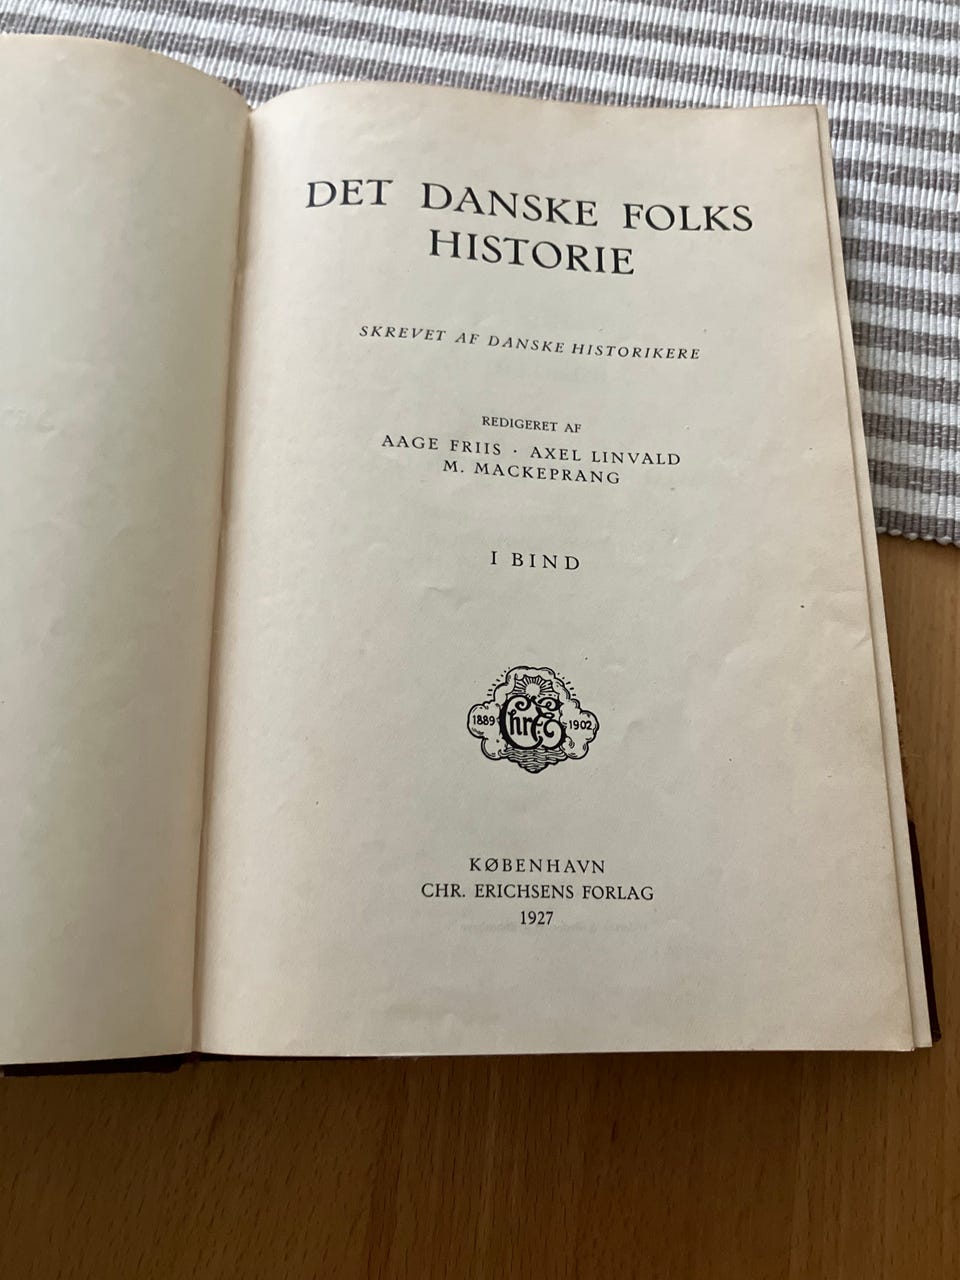 DET DANSKE FOLKS
HISTORIE
SKREVET AF DANSKE HISTORIKERE
REDIGERET AF
AAGE FRIIS · AXEL LINVALD
M. MACKEPRANG
I BIND
1889 Chr. E. 1902
KØBENHAVN
CHR. ERICHSENS FORLAG
1927